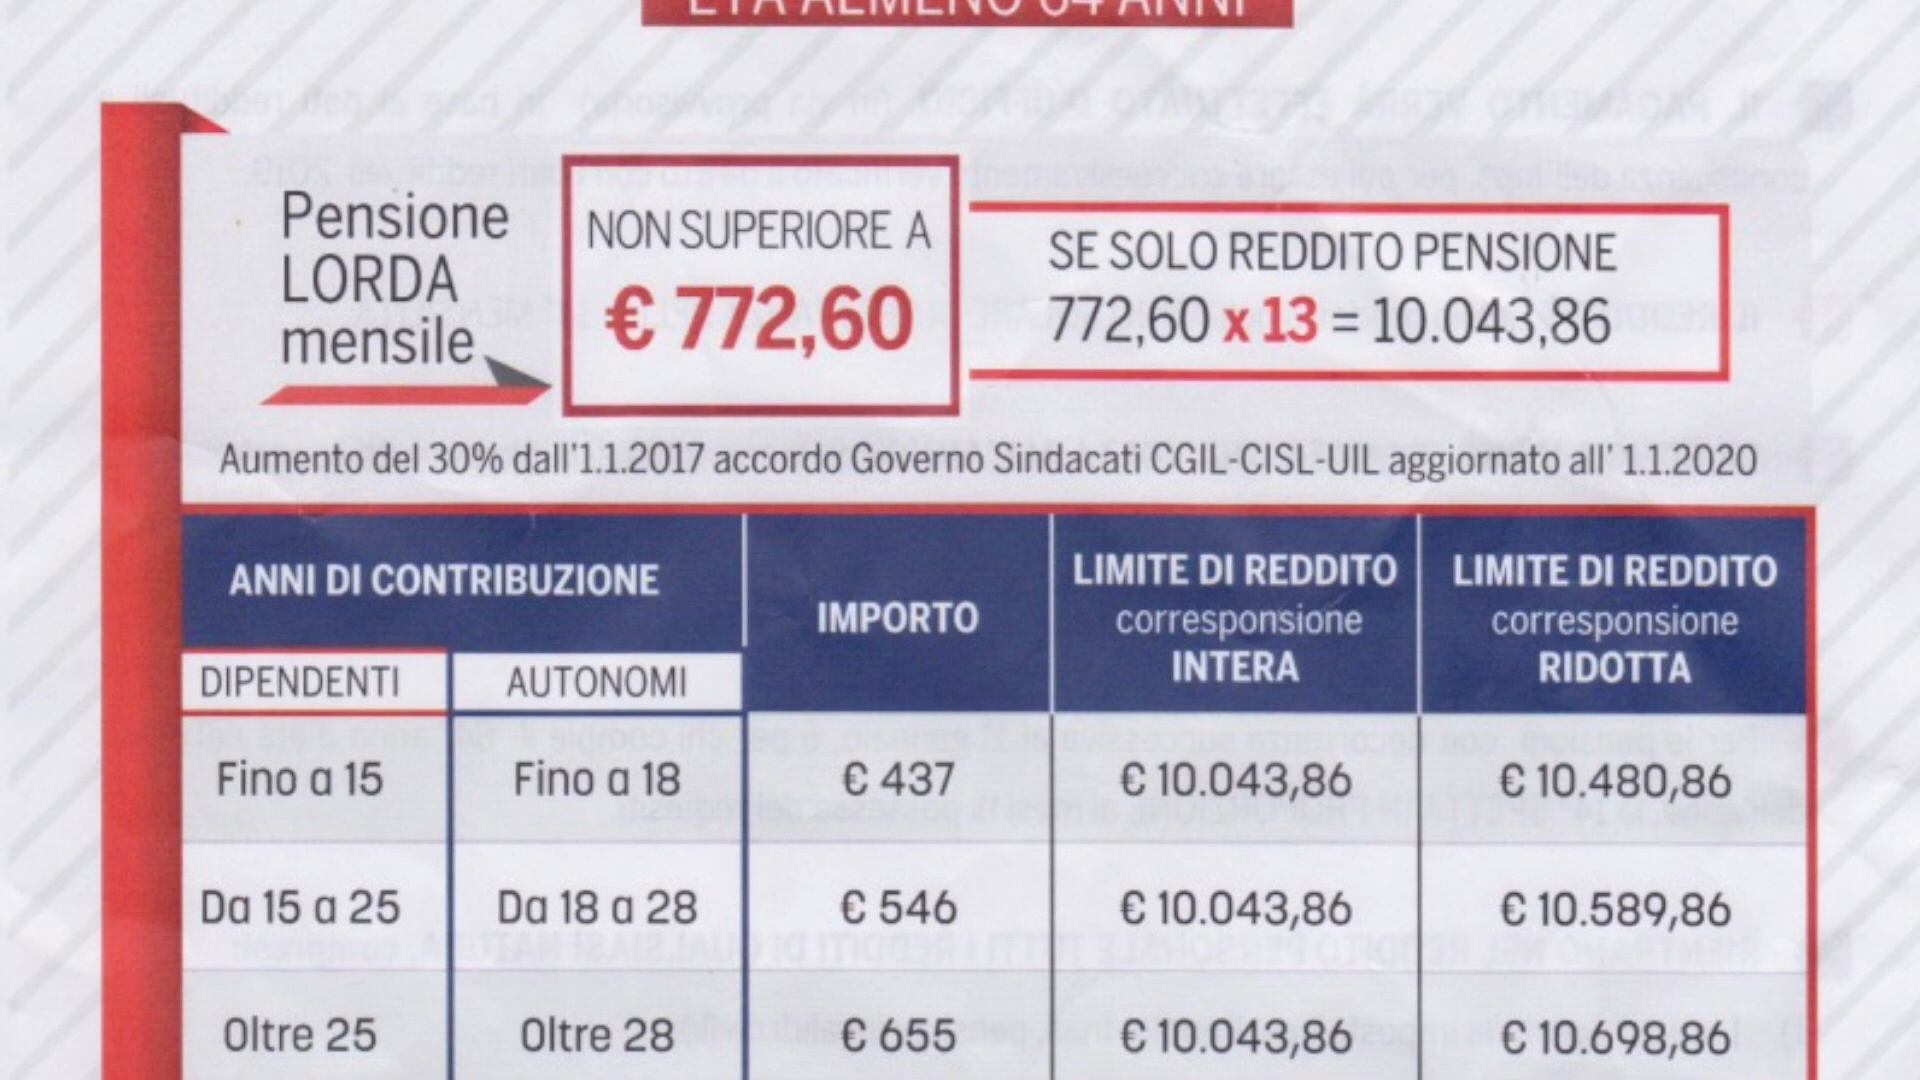 ETÀ ALMENO 64 ANNI
Pensione
LORDA
mensile
NON SUPERIORE A
€ 772,60
SE SOLO REDDITO PENSIONE
772,60 x 13 = 10.043,86
Aumento del 30% dall'1.1.2017 accordo Governo Sindacati CGIL-CISL-UIL aggiornato all' 1.1.2020
ANNI DI CONTRIBUZIONE
IMPORTO
LIMITE DI REDDITO
corresponsione
INTERA
LIMITE DI REDDITO
corresponsione
RIDOTTA
DIPENDENTI
AUTONOMI
Fino a 15
Fino a 18
€ 437
€ 10.043,86
€ 10.480,86
Da 15 a 25
Da 18 a 28
€ 546
€ 10.043,86
€ 10.589,86
Oltre 25
Oltre 28
€ 655
€ 10.043,86
€ 10.698,86